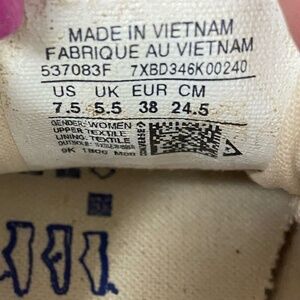 MADE IN VIETNAM
FABRIQUE AU VIETNAM
537083F 7XBD346K00240
US UK EUR CM
7.5 5.5 38 24.5
GENDER: WOMEN
UPPER: TEXTILE
LINING: TEXTILE
OUTSOLE:
CONVERSE